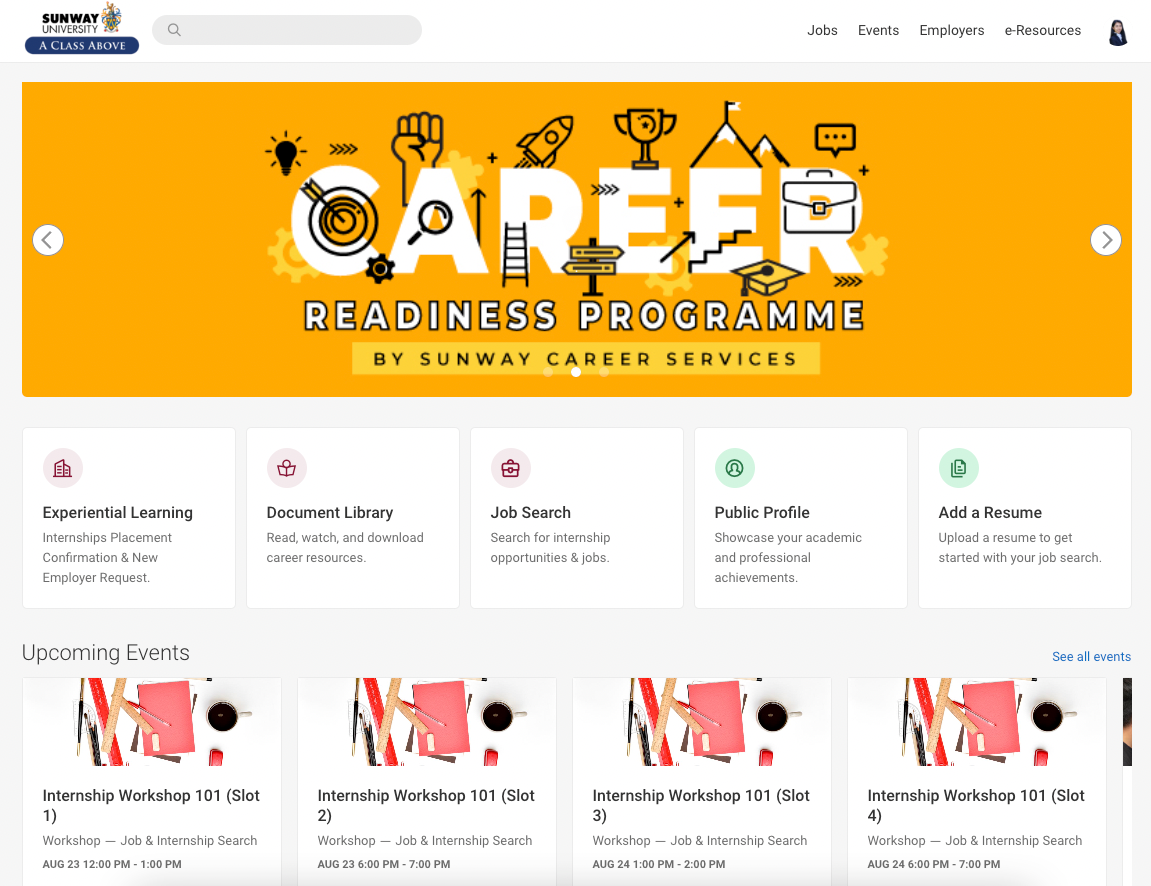 SUNWAY
UNIVERSITY
A CLASS ABOVE
Jobs Events Employers e-Resources
CAREER
READINESS PROGRAMME
BY SUNWAY CAREER SERVICES
Experiential Learning
Internships Placement
Confirmation & New
Employer Request.
Document Library
Read, watch, and download
career resources.
Job Search
Search for internship
opportunities & jobs.
Public Profile
Showcase your academic
and professional
achievements.
Add a Resume
Upload a resume to get
started with your job search.
Upcoming Events
See all events
Internship Workshop 101 (Slot
1)
Workshop — Job & Internship Search
AUG 23 12:00 PM - 1:00 PM
Internship Workshop 101 (Slot
2)
Workshop — Job & Internship Search
AUG 23 6:00 PM - 7:00 PM
Internship Workshop 101 (Slot
3)
Workshop — Job & Internship Search
AUG 24 1:00 PM - 2:00 PM
Internship Workshop 101 (Slot
4)
Workshop — Job & Internship Search
AUG 24 6:00 PM - 7:00 PM